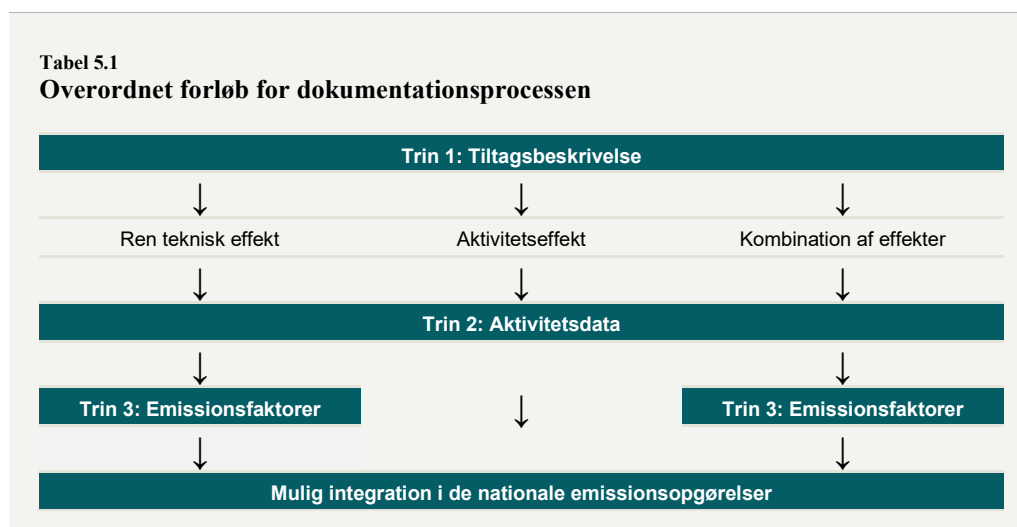 Tabel 5.1
Overordnet forløb for dokumentationsprocessen
Trin 1: Tiltagsbeskrivelse
Ren teknisk effekt
Aktivitetseffekt
Kombination af effekter
Trin 2: Aktivitetsdata
Trin 3: Emissionsfaktorer
Trin 3: Emissionsfaktorer
Mulig integration i de nationale emissionsopgørelser